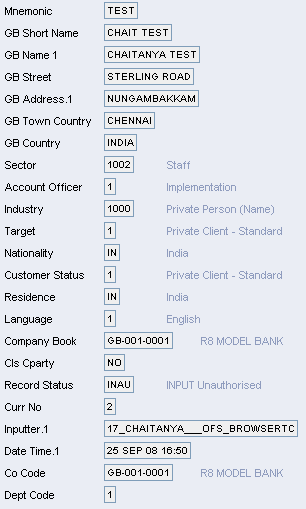 Mnemonic TEST
GB Short Name CHAIT TEST
GB Name 1 CHAITANYA TEST
GB Street STERLING ROAD
GB Address.1 NUNGAMBAKKAM
GB Town Country CHENNAI
GB Country INDIA
Sector 1002 Staff
Account Officer 1 Implementation
Industry 1000 Private Person (Name)
Target 1 Private Client - Standard
Nationality IN India
Customer Status 1 Private Client - Standard
Residence IN India
Language 1 English
Company Book GB-001-0001 R8 MODEL BANK
Cls Cparty NO
Record Status INAU INPUT Unauthorised
Curr No 2
Inputter.1 17_CHAITANYA___OFS_BROWSERTC
Date Time.1 25 SEP 08 16:50
Co Code GB-001-0001 R8 MODEL BANK
Dept Code 1